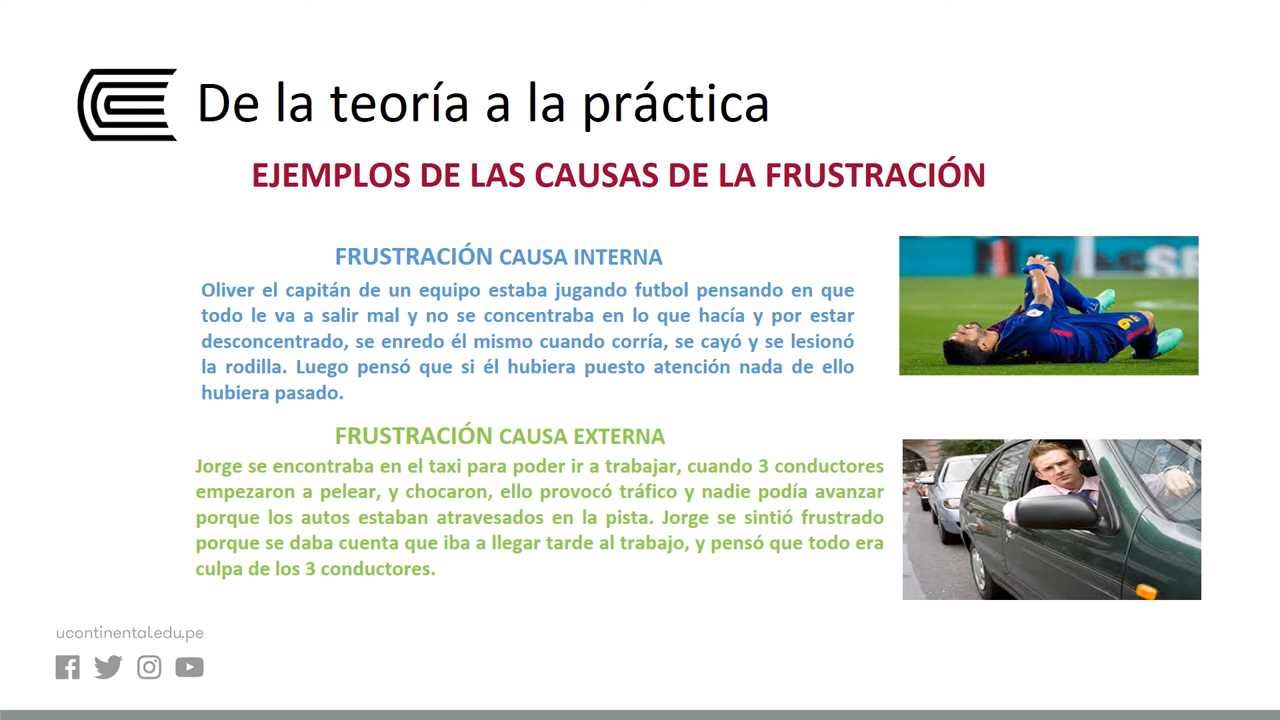 De la teoría a la práctica
EJEMPLOS DE LAS CAUSAS DE LA FRUSTRACIÓN
FRUSTRACIÓN CAUSA INTERNA
Oliver el capitán de un equipo estaba jugando futbol pensando en que
todo le va a salir mal y no se concentraba en lo que hacía y por estar
desconcentrado, se enredo él mismo cuando corría, se cayó y se lesionó
la rodilla. Luego pensó que si él hubiera puesto atención nada de ello
hubiera pasado.
FRUSTRACIÓN CAUSA EXTERNA
Jorge se encontraba en el taxi para poder ir a trabajar, cuando 3 conductores
empezaron a pelear, y chocaron, ello provocó tráfico y nadie podía avanzar
porque los autos estaban atravesados en la pista. Jorge se sintió frustrado
porque se daba cuenta que iba a llegar tarde al trabajo, y pensó que todo era
culpa de los 3 conductores.
ucontinental.edu.pe